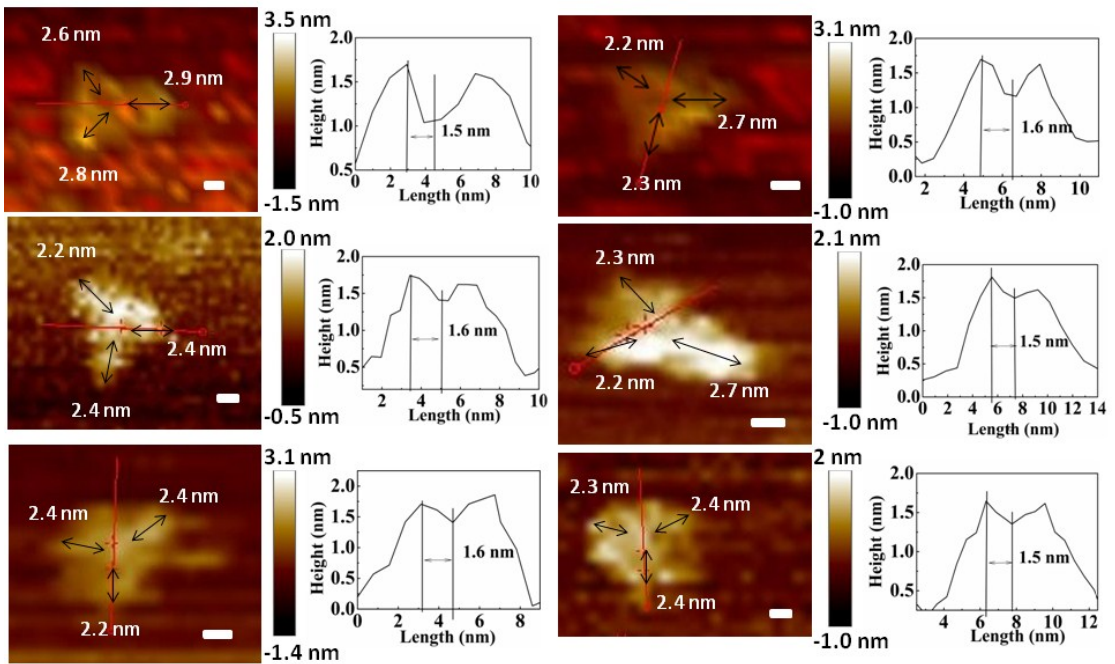 2.6 nm
2.9 nm
2.8 nm
3.5 nm
-1.5 nm
Height (nm)
2.0
1.5
1.0
0.5
1.5 nm
0 2 4 6 8 10
Length (nm)
2.2 nm
2.7 nm
2.3 nm
3.1 nm
-1.0 nm
Height (nm)
2.0
1.5
1.0
0.5
0.0
1.6 nm
2 4 6 8 10
Length (nm)
2.2 nm
2.4 nm
2.4 nm
2.0 nm
-0.5 nm
Height (nm)
2.0
1.5
1.0
0.5
1.6 nm
2 4 6 8 10
Length (nm)
2.3 nm
2.2 nm
2.7 nm
2.1 nm
-1.0 nm
Height (nm)
2.0
1.5
1.0
0.5
0.0
1.5 nm
0 2 4 6 8 10 12 14
Length (nm)
2.4 nm
2.4 nm
2.2 nm
3.1 nm
-1.4 nm
Height (nm)
2.0
1.5
1.0
0.5
0.0
1.6 nm
0 2 4 6 8
Length (nm)
2.3 nm
2.4 nm
2.4 nm
2 nm
-1.0 nm
Height (nm)
2.0
1.5
1.0
0.5
1.5 nm
4 6 8 10 12
Length (nm)